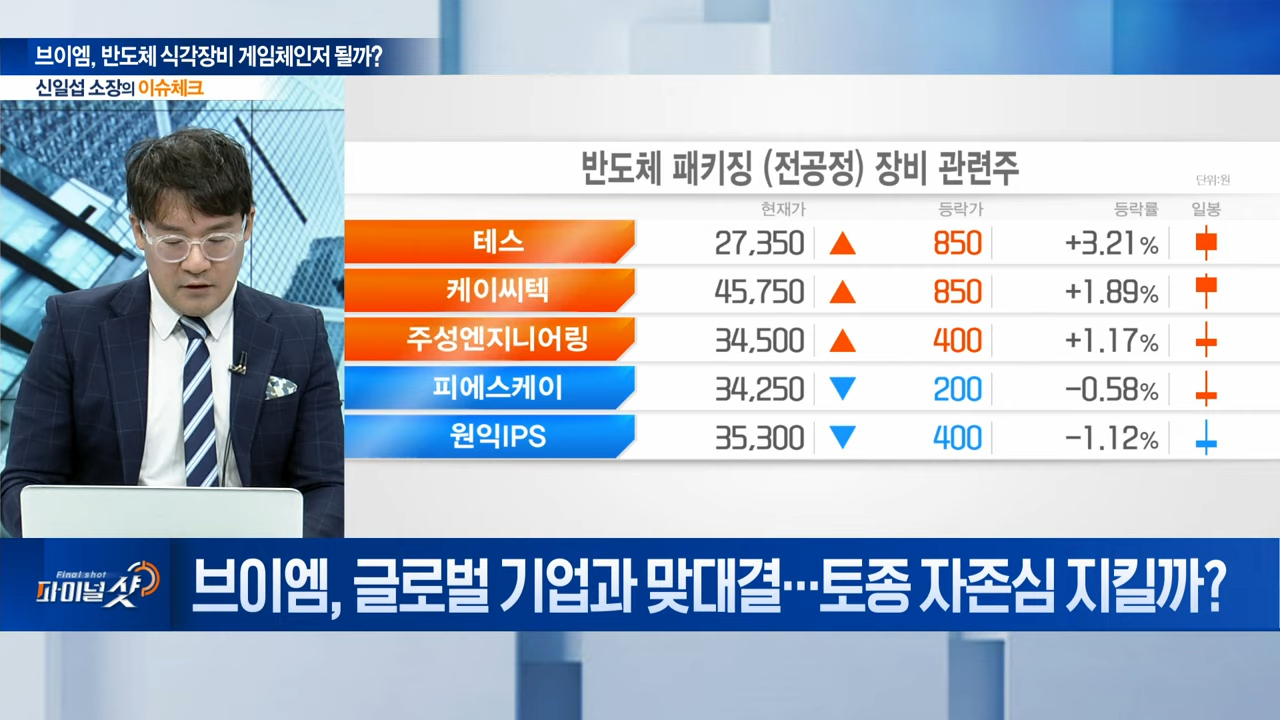 브이엠, 반도체 식각장비 게임체인저 될까?
신일섭 소장의 이슈체크
반도체 패키징 (전공정) 장비 관련주
단위:원
현재가 등락가 등락률 일봉
테스 27,350 ▲ 850 +3.21%
케이씨텍 45,750 ▲ 850 +1.89%
주성엔지니어링 34,500 ▲ 400 +1.17%
피에스케이 34,250 ▼ 200 -0.58%
원익IPS 35,300 ▼ 400 -1.12%
Final shot
파이널샷
브이엠, 글로벌 기업과 맞대결…토종 자존심 지킬까?